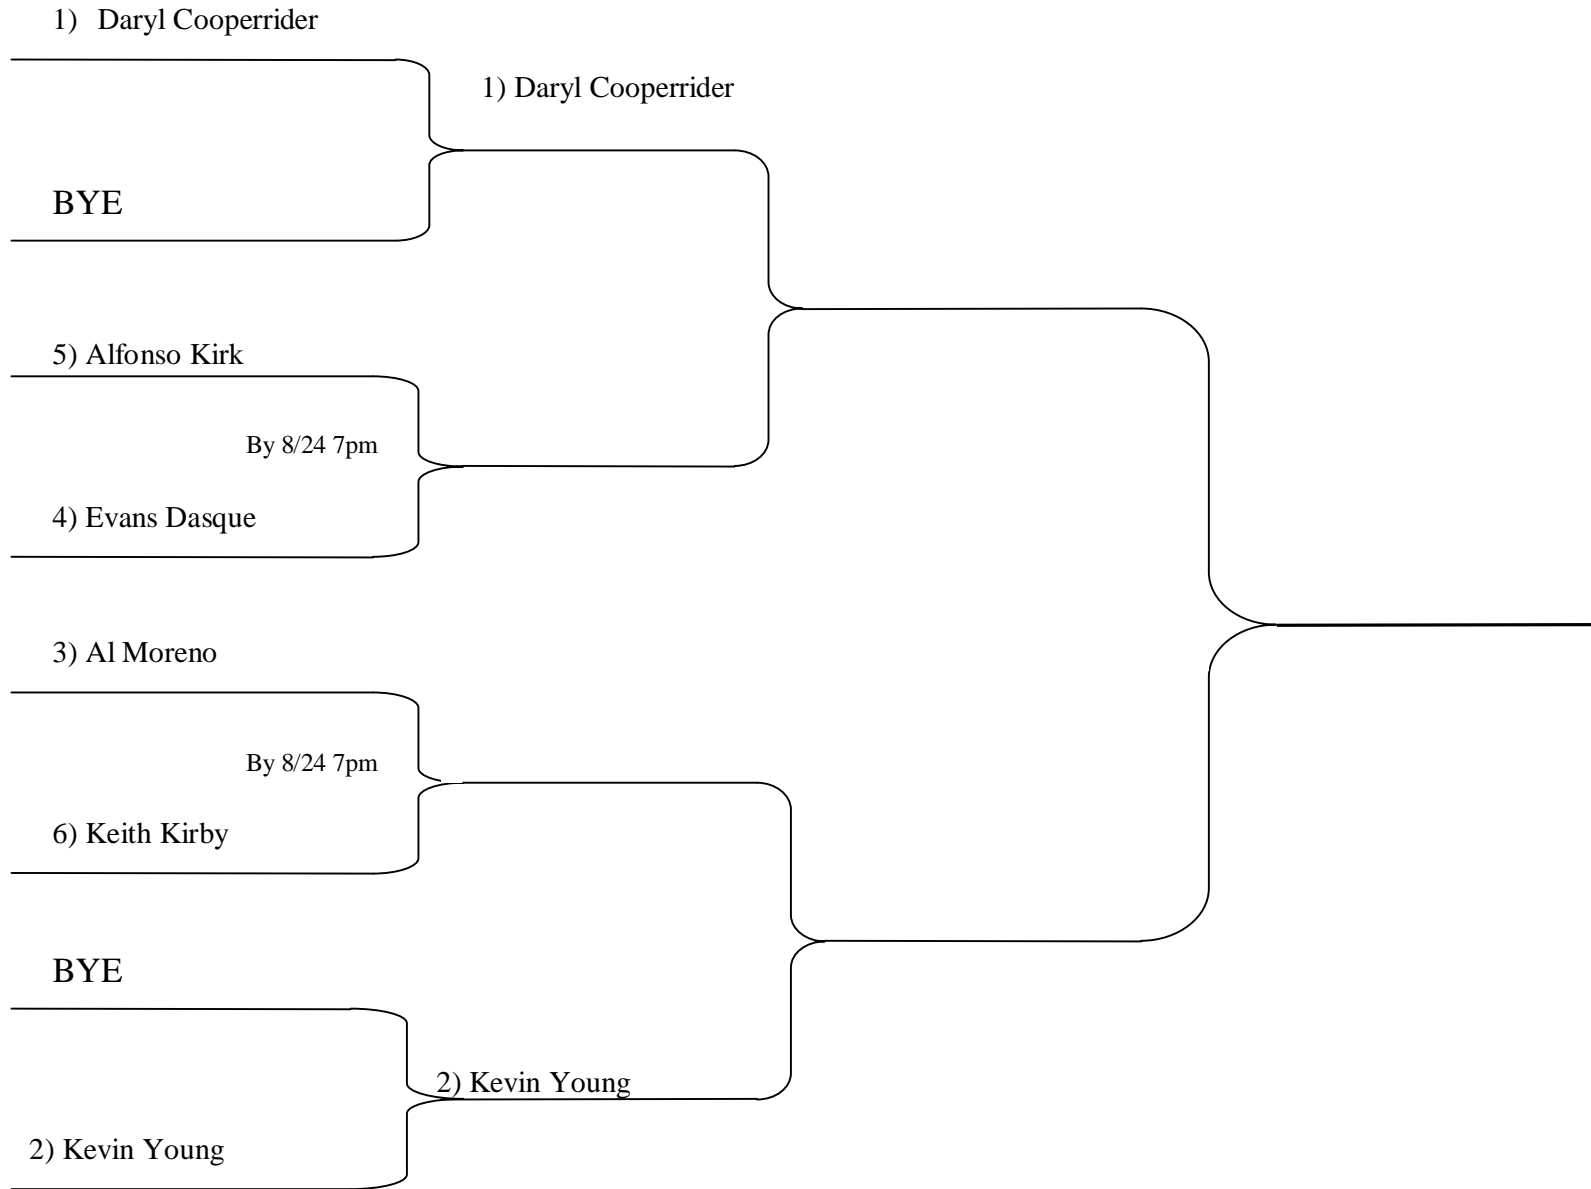 1) Daryl Cooperrider
1) Daryl Cooperrider
BYE
5) Alfonso Kirk
By 8/24 7pm
4) Evans Dasque
3) Al Moreno
By 8/24 7pm
6) Keith Kirby
BYE
2) Kevin Young
2) Kevin Young